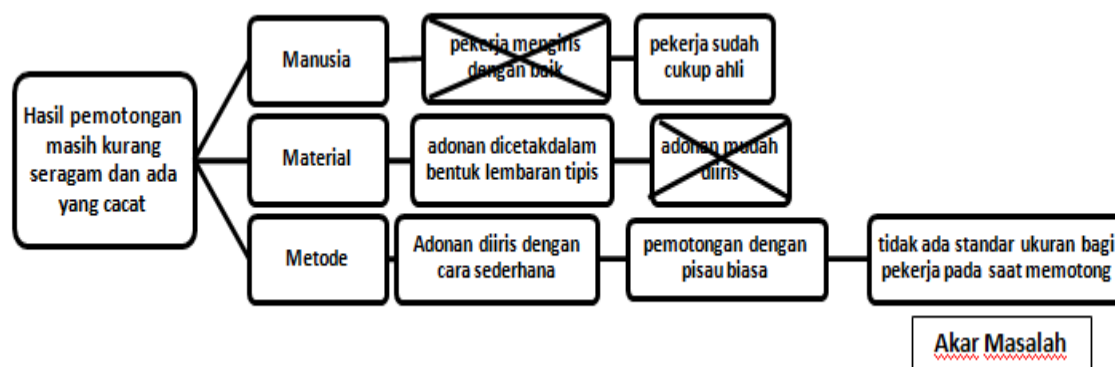 Hasil pemotongan
masih kurang
seragam dan ada
yang cacat
Manusia
pekerja mengiris
dengan baik
pekerja sudah
cukup ahli
Material
adonan dicetakdalam
bentuk lembaran tipis
adonan mudah
diiris
Metode
Adonan diiris dengan
cara sederhana
pemotongan dengan
pisau biasa
tidak ada standar ukuran bagi
pekerja pada saat memotong
Akar Masalah